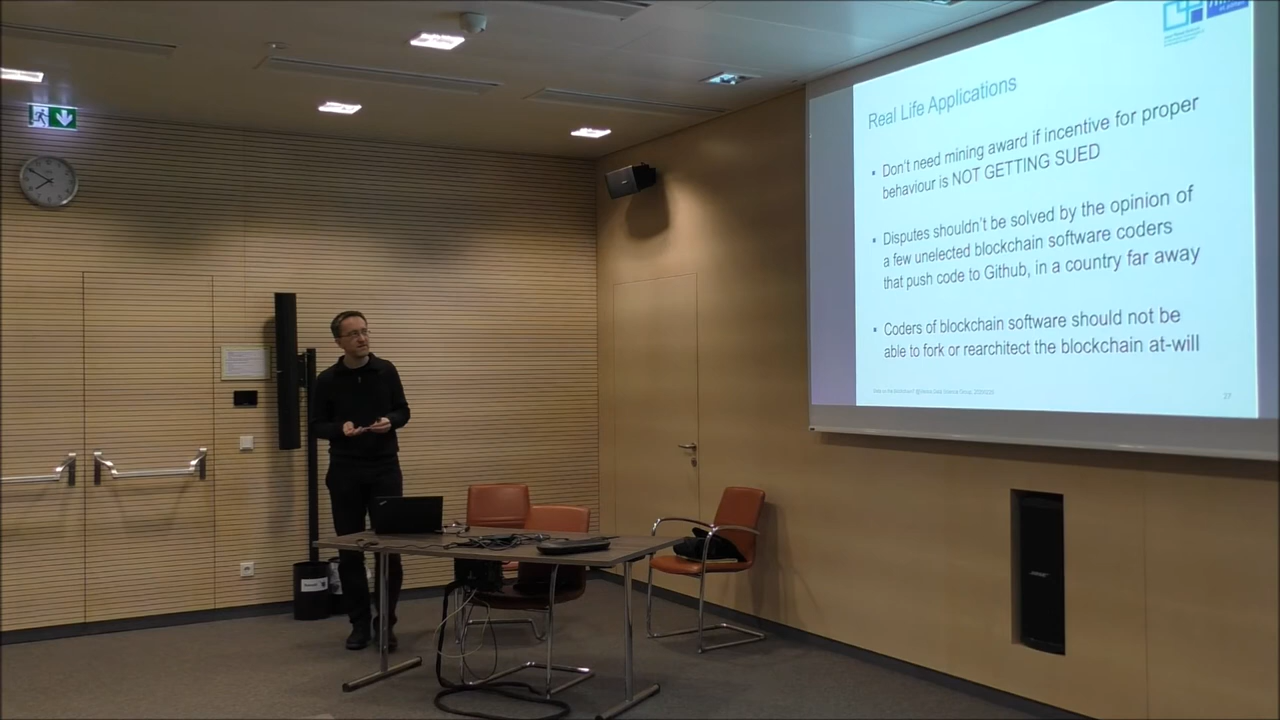 Real Life Applications
▪ Don't need mining award if incentive for proper
behaviour is NOT GETTING SUED
▪ Disputes shouldn't be solved by the opinion of
a few unelected blockchain software coders
that push code to Github, in a country far away
▪ Coders of blockchain software should not be
able to fork or rearchitect the blockchain at-will
27
BOSE